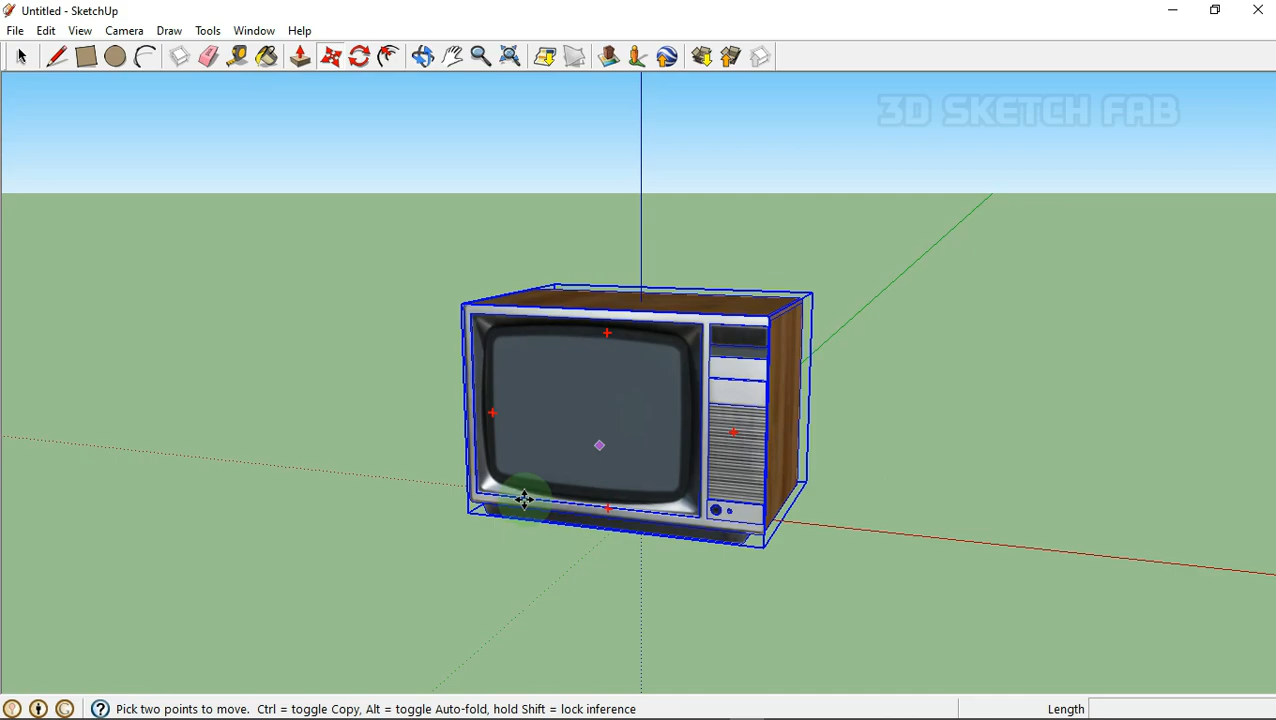 Untitled - SketchUp
File Edit View Camera Draw Tools Window Help
3D SKETCH FAB
Pick two points to move. Ctrl = toggle Copy, Alt = toggle Auto-fold, hold Shift = lock inference
Length